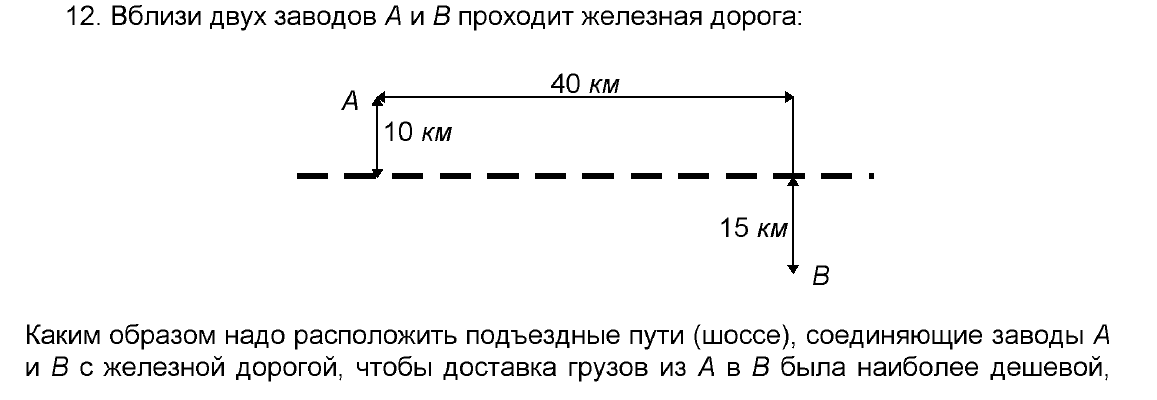 12. Вблизи двух заводов А и В проходит железная дорога:
40 км
А
10 км
15 км
В
Каким образом надо расположить подъездные пути (шоссе), соединяющие заводы А
и В с железной дорогой, чтобы доставка грузов из А в В была наиболее дешевой,